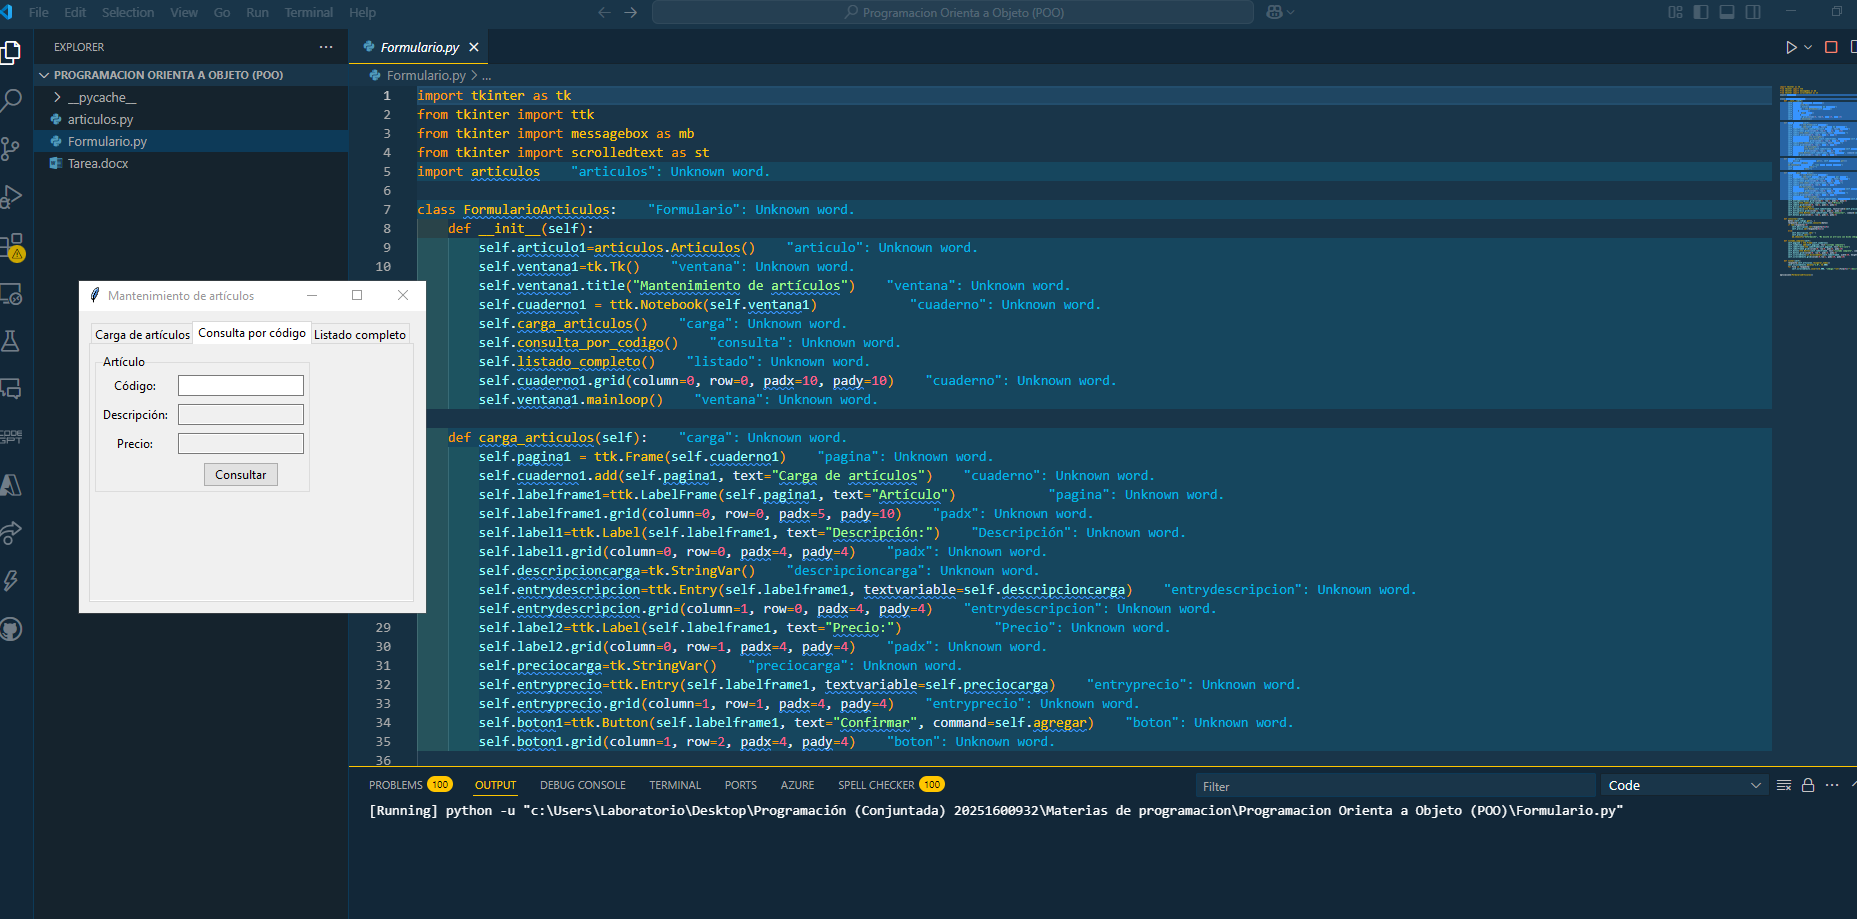 File Edit Selection View Go Run Terminal Help
Programacion Orienta a Objeto (POO)
EXPLORER
PROGRAMACION ORIENTA A OBJETO (POO)
__pycache__
articulos.py
Formulario.py
Tarea.docx
CODE
GPT
Formulario.py
Formulario.py > ...
1 import tkinter as tk
2 from tkinter import ttk
3 from tkinter import messagebox as mb
4 from tkinter import scrolledtext as st
5 import articulos "articulos": Unknown word.
6
7 class FormularioArticulos: "Formulario": Unknown word.
8 def __init__(self):
9 self.articulo1=articulos.Articulos() "articulo": Unknown word.
10 self.ventana1=tk.Tk() "ventana": Unknown word.
self.ventana1.title("Mantenimiento de artículos") "ventana": Unknown word.
self.cuaderno1 = ttk.Notebook(self.ventana1) "cuaderno": Unknown word.
self.carga_articulos() "carga": Unknown word.
self.consulta_por_codigo() "consulta": Unknown word.
self.listado_completo() "listado": Unknown word.
self.cuaderno1.grid(column=0, row=0, padx=10, pady=10) "cuaderno": Unknown word.
self.ventana1.mainloop() "ventana": Unknown word.
def carga_articulos(self): "carga": Unknown word.
self.pagina1 = ttk.Frame(self.cuaderno1) "pagina": Unknown word.
self.cuaderno1.add(self.pagina1, text="Carga de artículos") "cuaderno": Unknown word.
self.labelframe1=ttk.LabelFrame(self.pagina1, text="Artículo") "pagina": Unknown word.
self.labelframe1.grid(column=0, row=0, padx=5, pady=10) "padx": Unknown word.
self.label1=ttk.Label(self.labelframe1, text="Descripción:") "Descripción": Unknown word.
self.label1.grid(column=0, row=0, padx=4, pady=4) "padx": Unknown word.
self.descripcioncarga=tk.StringVar() "descripcioncarga": Unknown word.
self.entrydescripcion=ttk.Entry(self.labelframe1, textvariable=self.descripcioncarga) "entrydescripcion": Unknown word.
self.entrydescripcion.grid(column=1, row=0, padx=4, pady=4) "entrydescripcion": Unknown word.
29 self.label2=ttk.Label(self.labelframe1, text="Precio:") "Precio": Unknown word.
30 self.label2.grid(column=0, row=1, padx=4, pady=4) "padx": Unknown word.
31 self.preciocarga=tk.StringVar() "preciocarga": Unknown word.
32 self.entryprecio=ttk.Entry(self.labelframe1, textvariable=self.preciocarga) "entryprecio": Unknown word.
33 self.entryprecio.grid(column=1, row=1, padx=4, pady=4) "entryprecio": Unknown word.
34 self.boton1=ttk.Button(self.labelframe1, text="Confirmar", command=self.agregar) "boton": Unknown word.
35 self.boton1.grid(column=1, row=2, padx=4, pady=4) "boton": Unknown word.
36
Mantenimiento de artículos
Carga de artículos Consulta por código Listado completo
Artículo
Código:
Descripción:
Precio:
Consultar
PROBLEMS 100 OUTPUT DEBUG CONSOLE TERMINAL PORTS AZURE SPELL CHECKER 100 Filter Code
[Running] python -u "c:\Users\Laboratorio\Desktop\Programación (Conjuntada) 20251600932\Materias de programacion\Programacion Orienta a Objeto (POO)\Formulario.py"